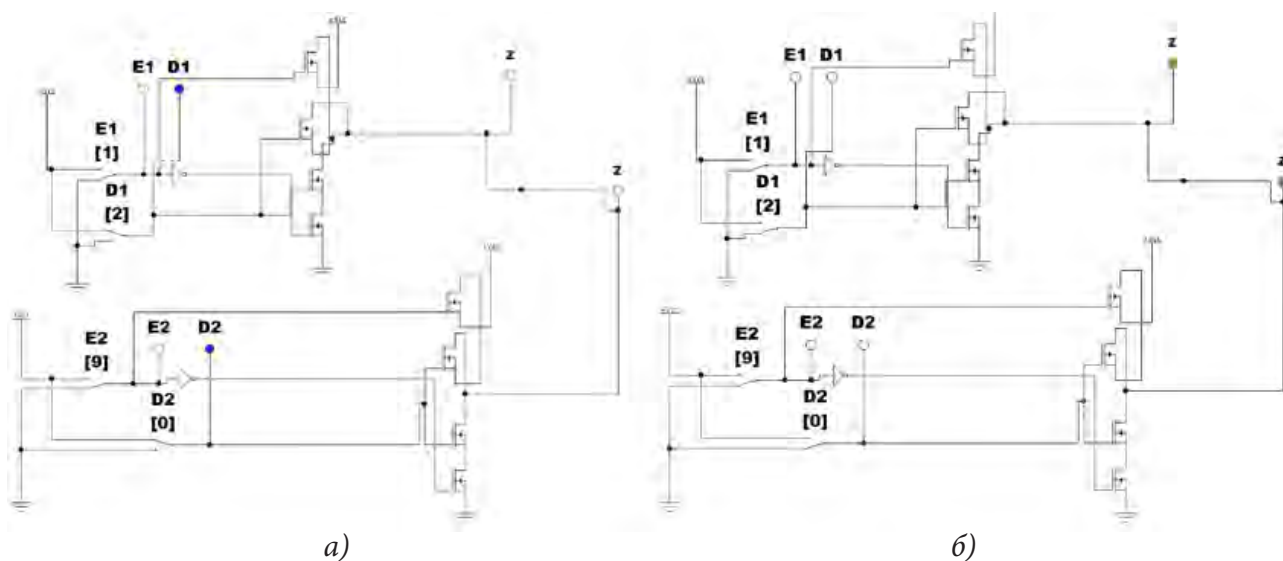 E1 D1
z
E1
[1]
D1
[2]
z
E2
[9]
E2 D2
D2
[0]
а)
E1 D1
z
E1
[1]
D1
[2]
E2
[9]
E2 D2
D2
[0]
б)